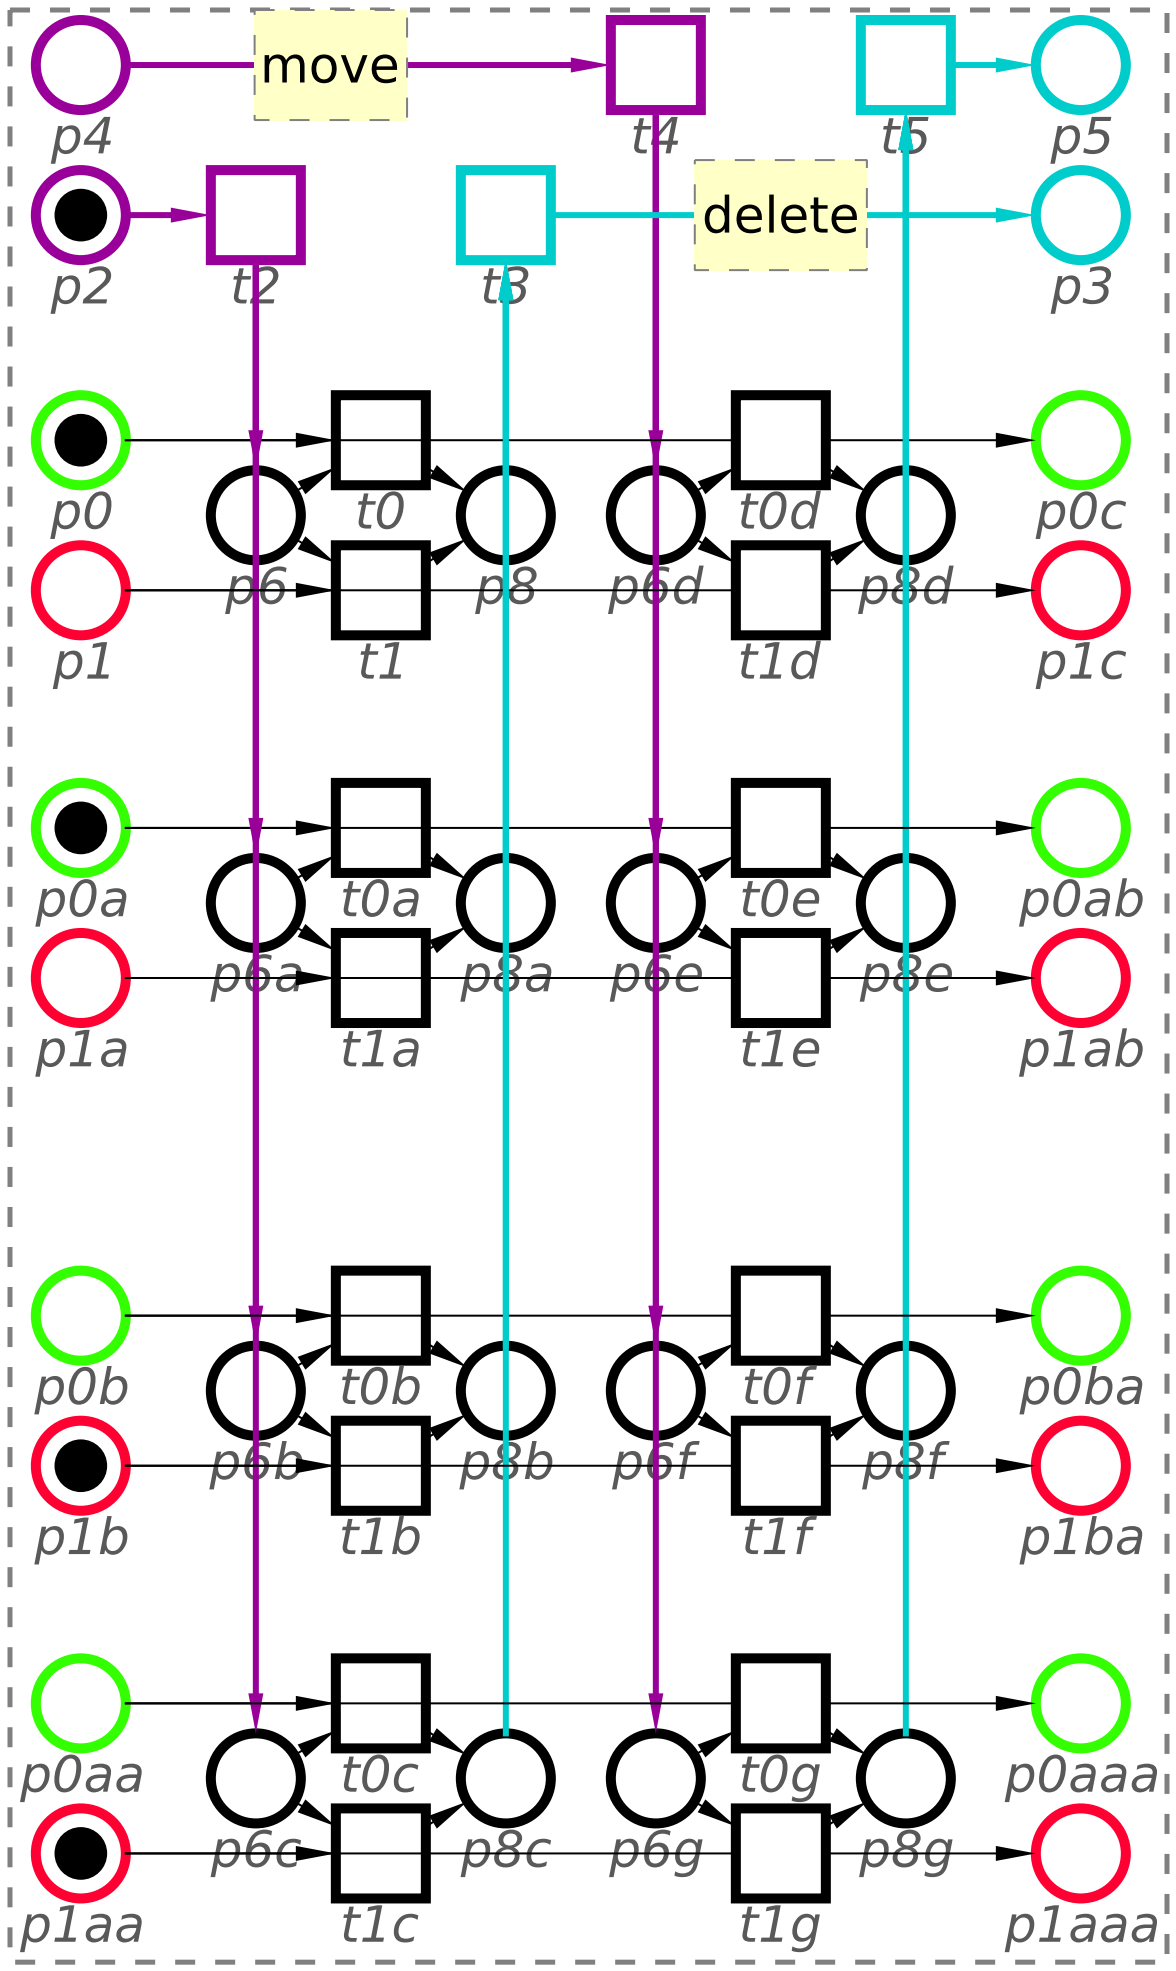 move
p4 t4 t5 p5
delete
p2 t2 t3 p3
p0 t0 t0d p0c
p6 p8 p6d p8d
p1 t1 t1d p1c
p0a t0a t0e p0ab
p6a p8a p6e p8e
p1a t1a t1e p1ab
p0b t0b t0f p0ba
p6b p8b p6f p8f
p1b t1b t1f p1ba
p0aa t0c t0g p0aaa
p6c p8c p6g p8g
p1aa t1c t1g p1aaa